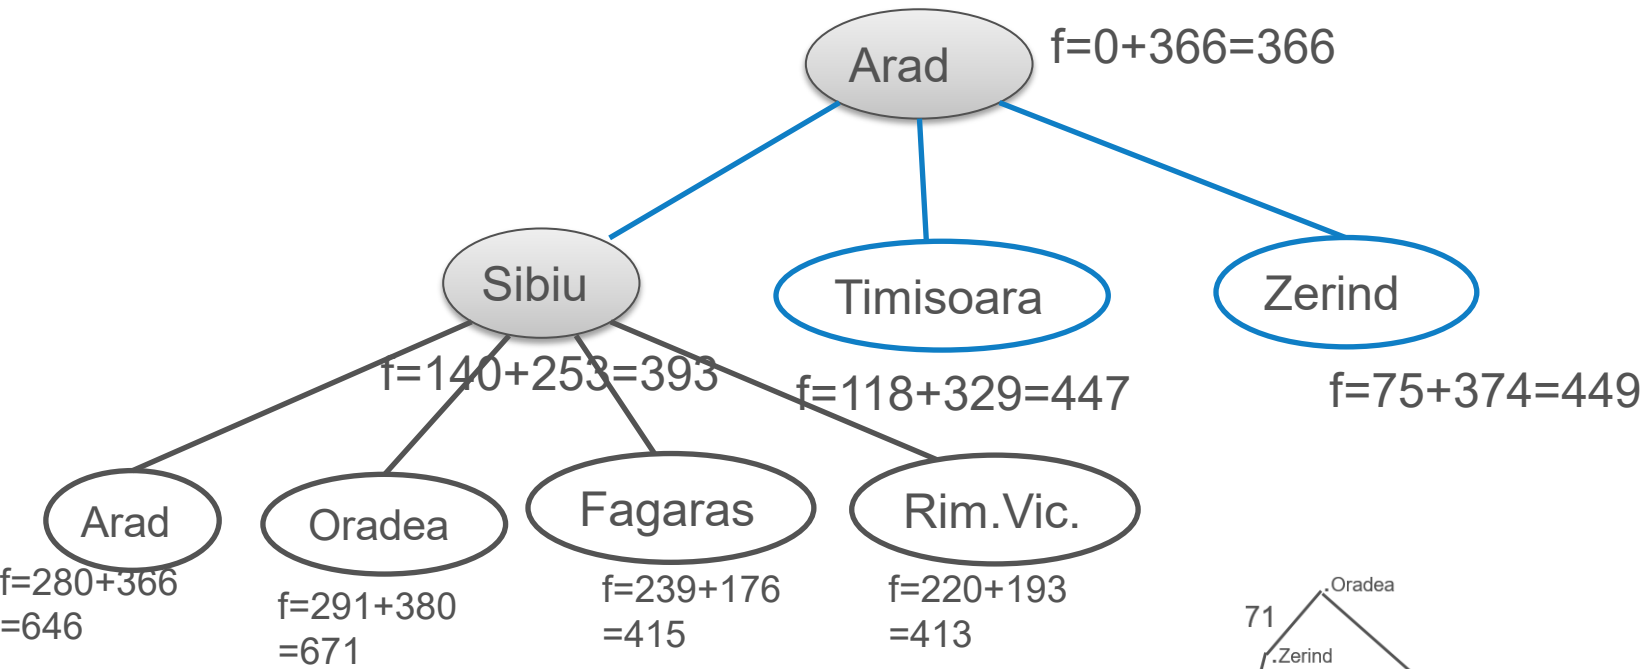 Arad
f=0+366=366
Sibiu
Timisoara
Zerind
f=140+253=393
f=118+329=447
f=75+374=449
Arad
Oradea
Fagaras
Rim.Vic.
f=280+366
=646
f=291+380
=671
f=239+176
=415
f=220+193
=413
.Oradea
71
.Zerind